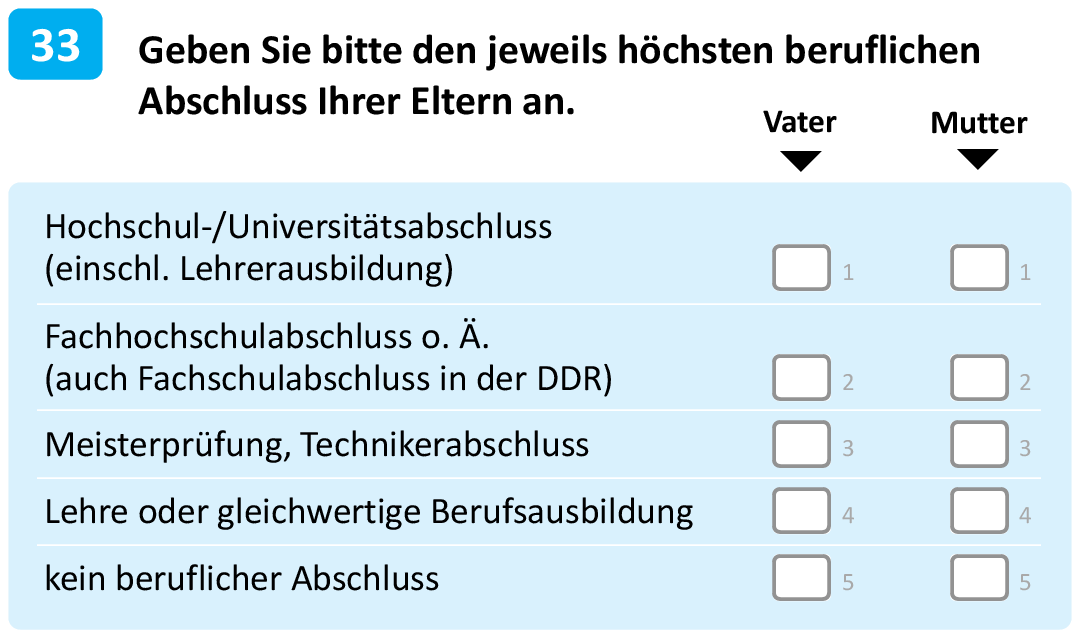 33
Geben Sie bitte den jeweils höchsten beruflichen
Abschluss Ihrer Eltern an.
Vater Mutter
Hochschul-/Universitätsabschluss
(einschl. Lehrerausbildung) 1 1
Fachhochschulabschluss o. Ä.
(auch Fachschulabschluss in der DDR) 2 2
Meisterprüfung, Technikerabschluss 3 3
Lehre oder gleichwertige Berufsausbildung 4 4
kein beruflicher Abschluss 5 5